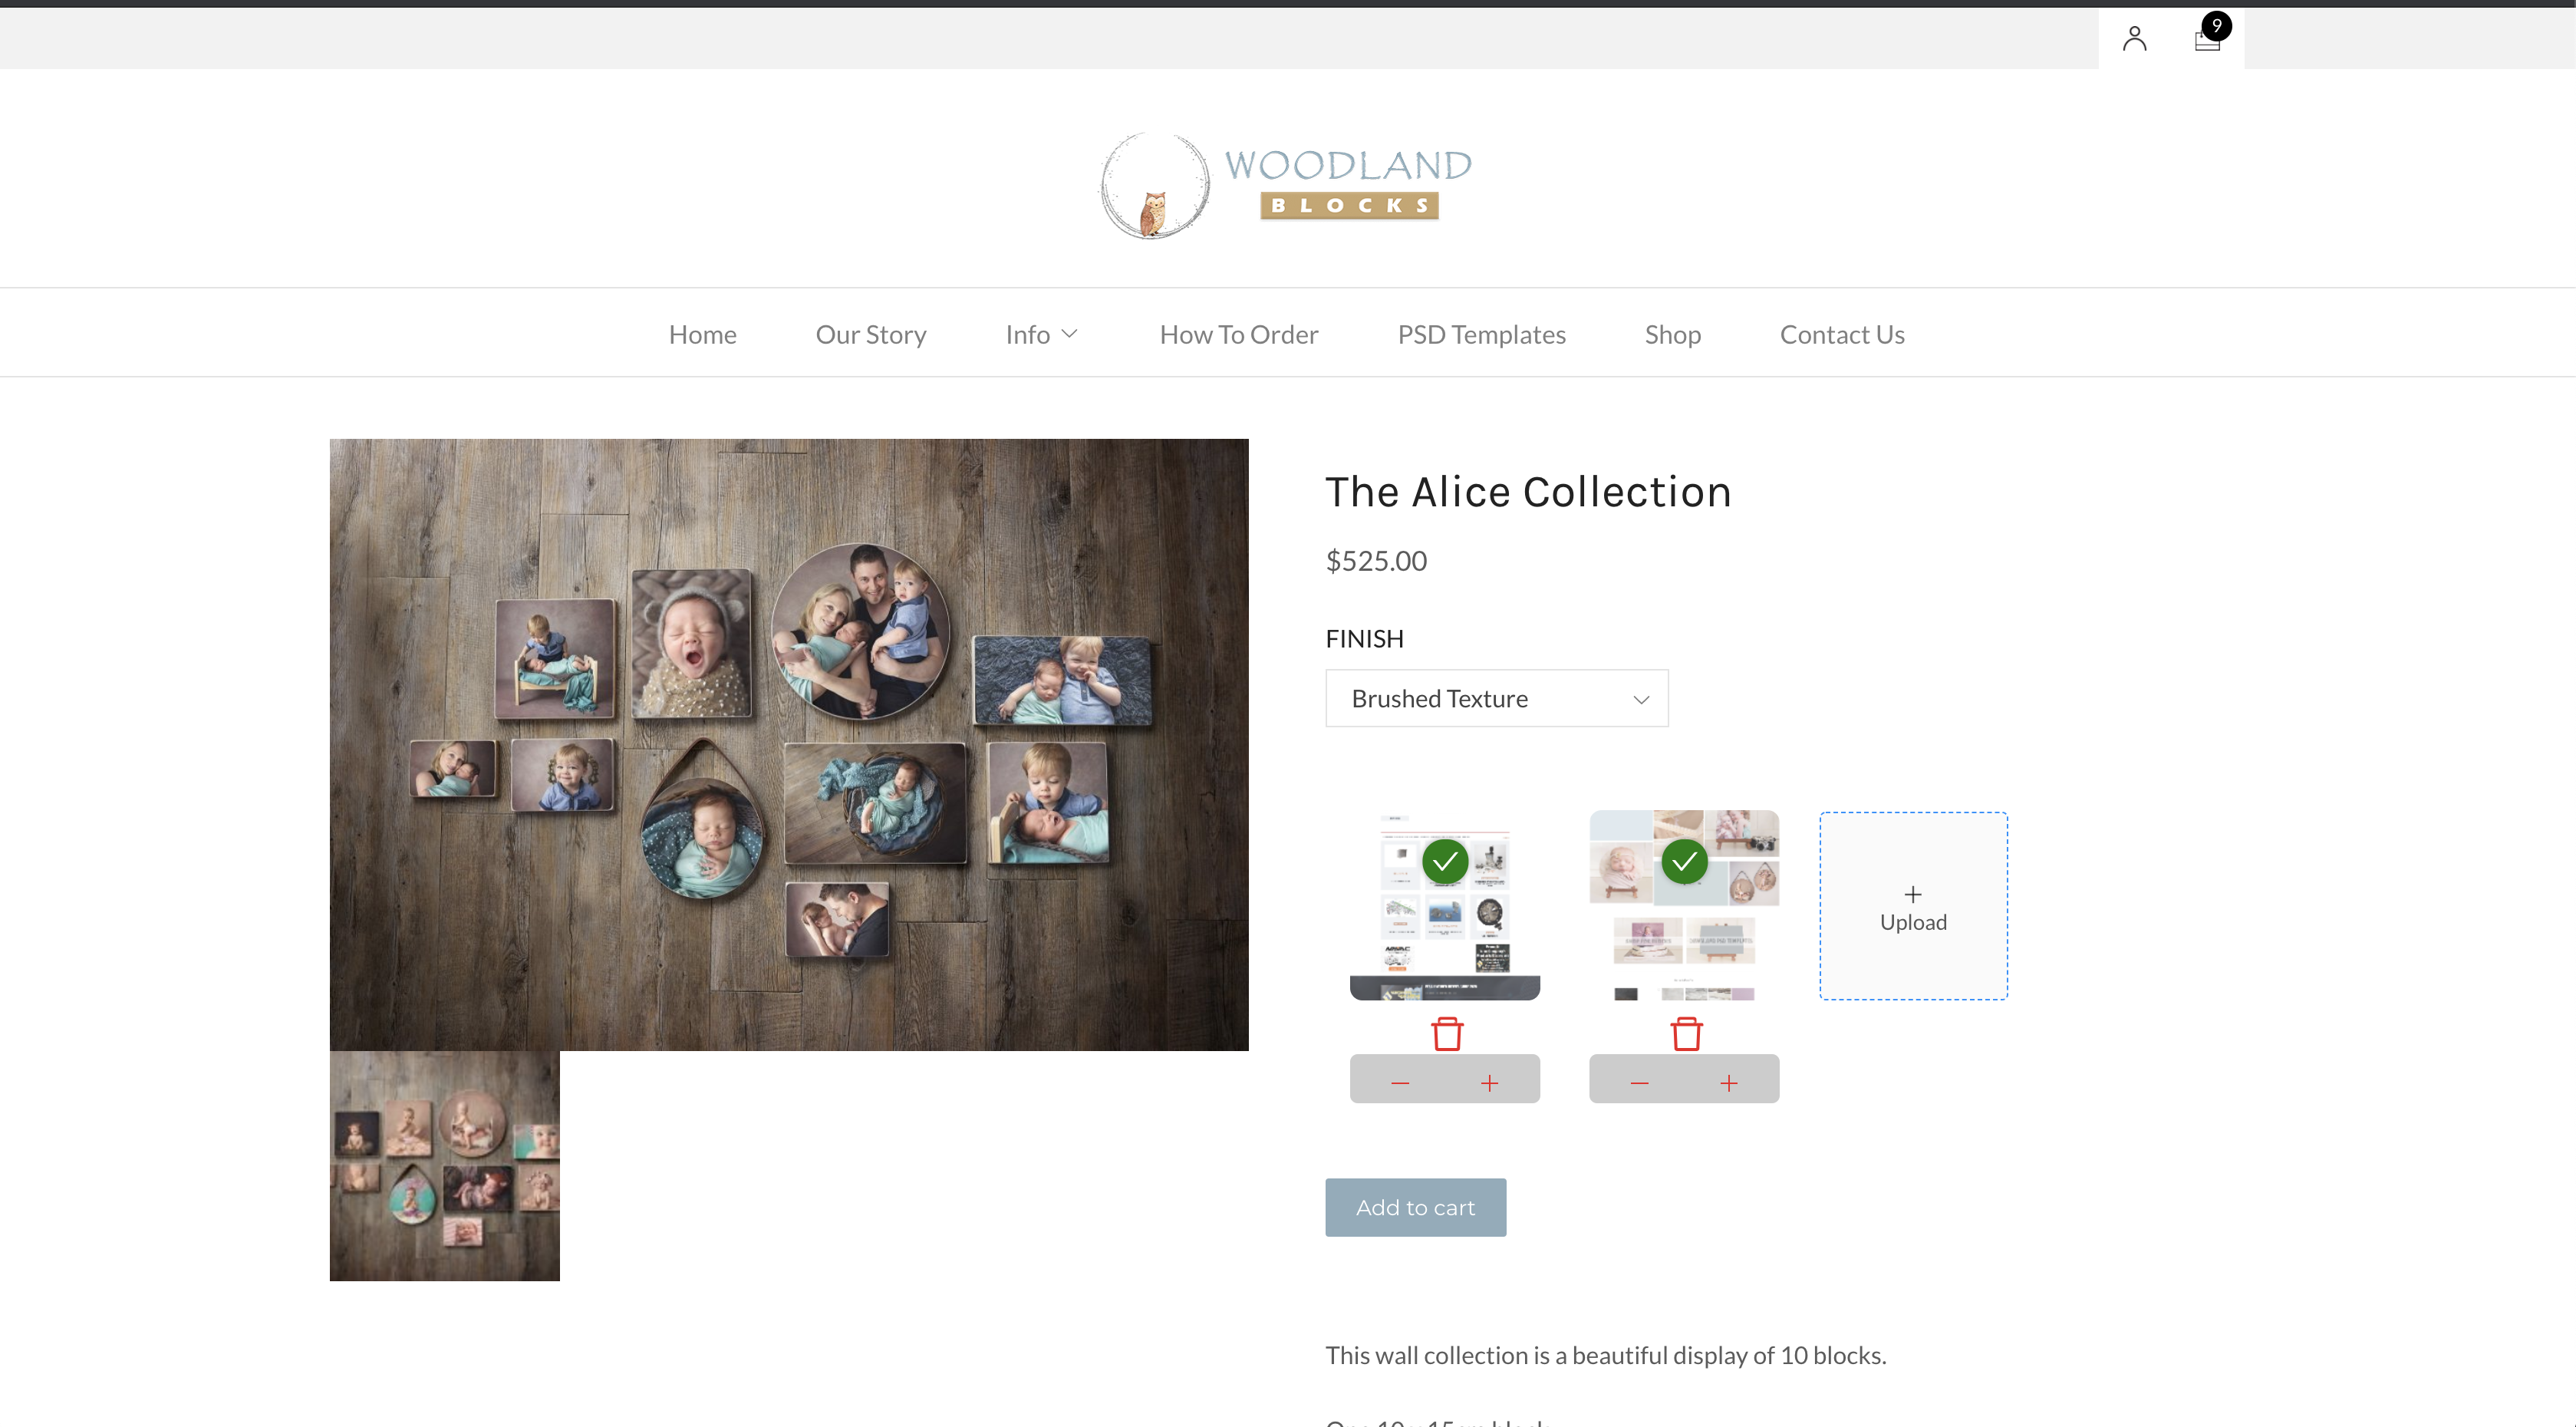 9
WOODLAND
BLOCKS
Home Our Story Info How To Order PSD Templates Shop Contact Us
The Alice Collection
$525.00
FINISH
Brushed Texture
+
Upload
− +
− +
Add to cart
This wall collection is a beautiful display of 10 blocks.